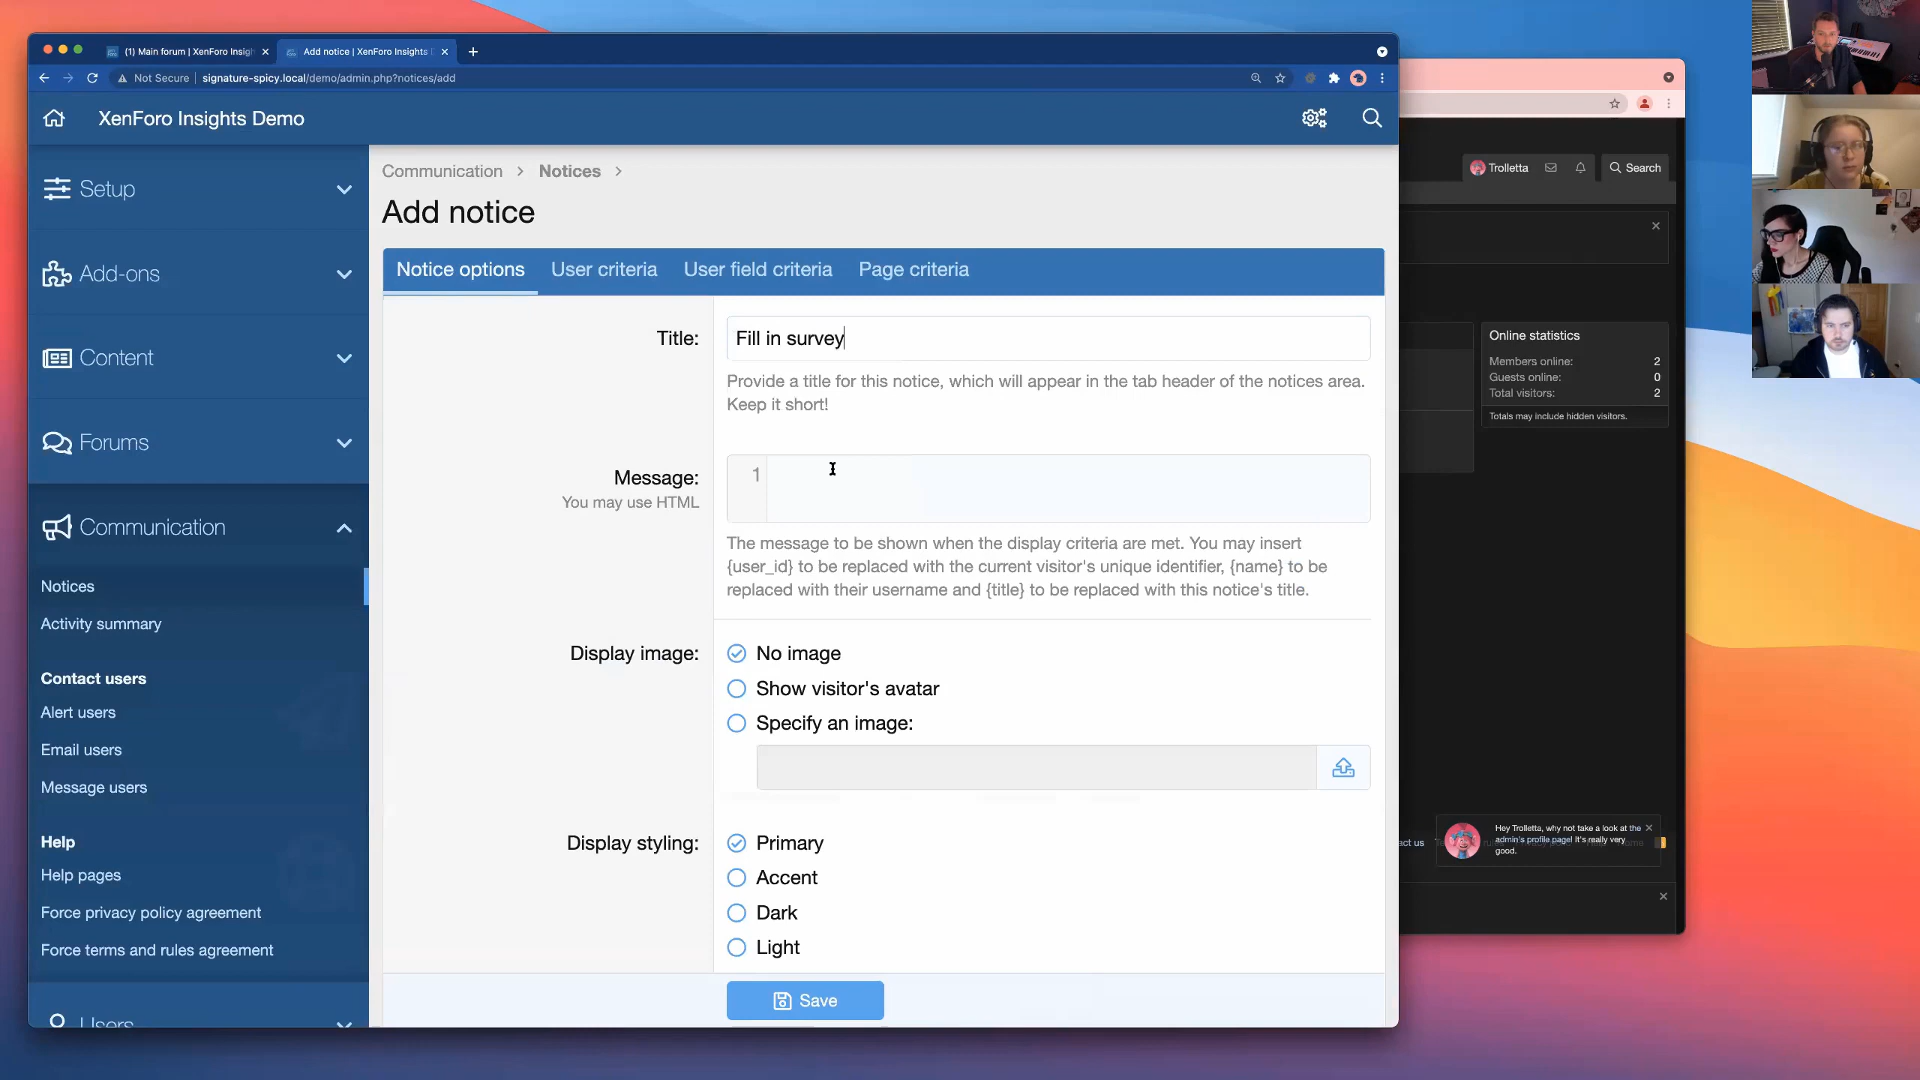 (1) Main forum | XenForo Insigh
Add notice | XenForo Insights
Not Secure
signature-spicy.local/demo/admin.php?notices/add
XenForo Insights Demo
Setup
Add-ons
Content
Forums
Communication
Notices
Activity summary
Contact users
Alert users
Email users
Message users
Help
Help pages
Force privacy policy agreement
Force terms and rules agreement
Users
Communication > Notices >
Add notice
Notice options
User criteria
User field criteria
Page criteria
Title:
Fill in survey
Provide a title for this notice, which will appear in the tab header of the notices area.
Keep it short!
Message:
You may use HTML
1
The message to be shown when the display criteria are met. You may insert
{user_id} to be replaced with the current visitor's unique identifier, {name} to be
replaced with their username and {title} to be replaced with this notice's title.
Display image:
No image
Show visitor's avatar
Specify an image:
Display styling:
Primary
Accent
Dark
Light
Save
Trolletta
Search
Online statistics
Members online: 2
Guests online: 0
Total visitors: 2
Totals may include hidden visitors.
Hey Trolletta, why not take a look at the
admin's profile page! It's really very
good.
act us